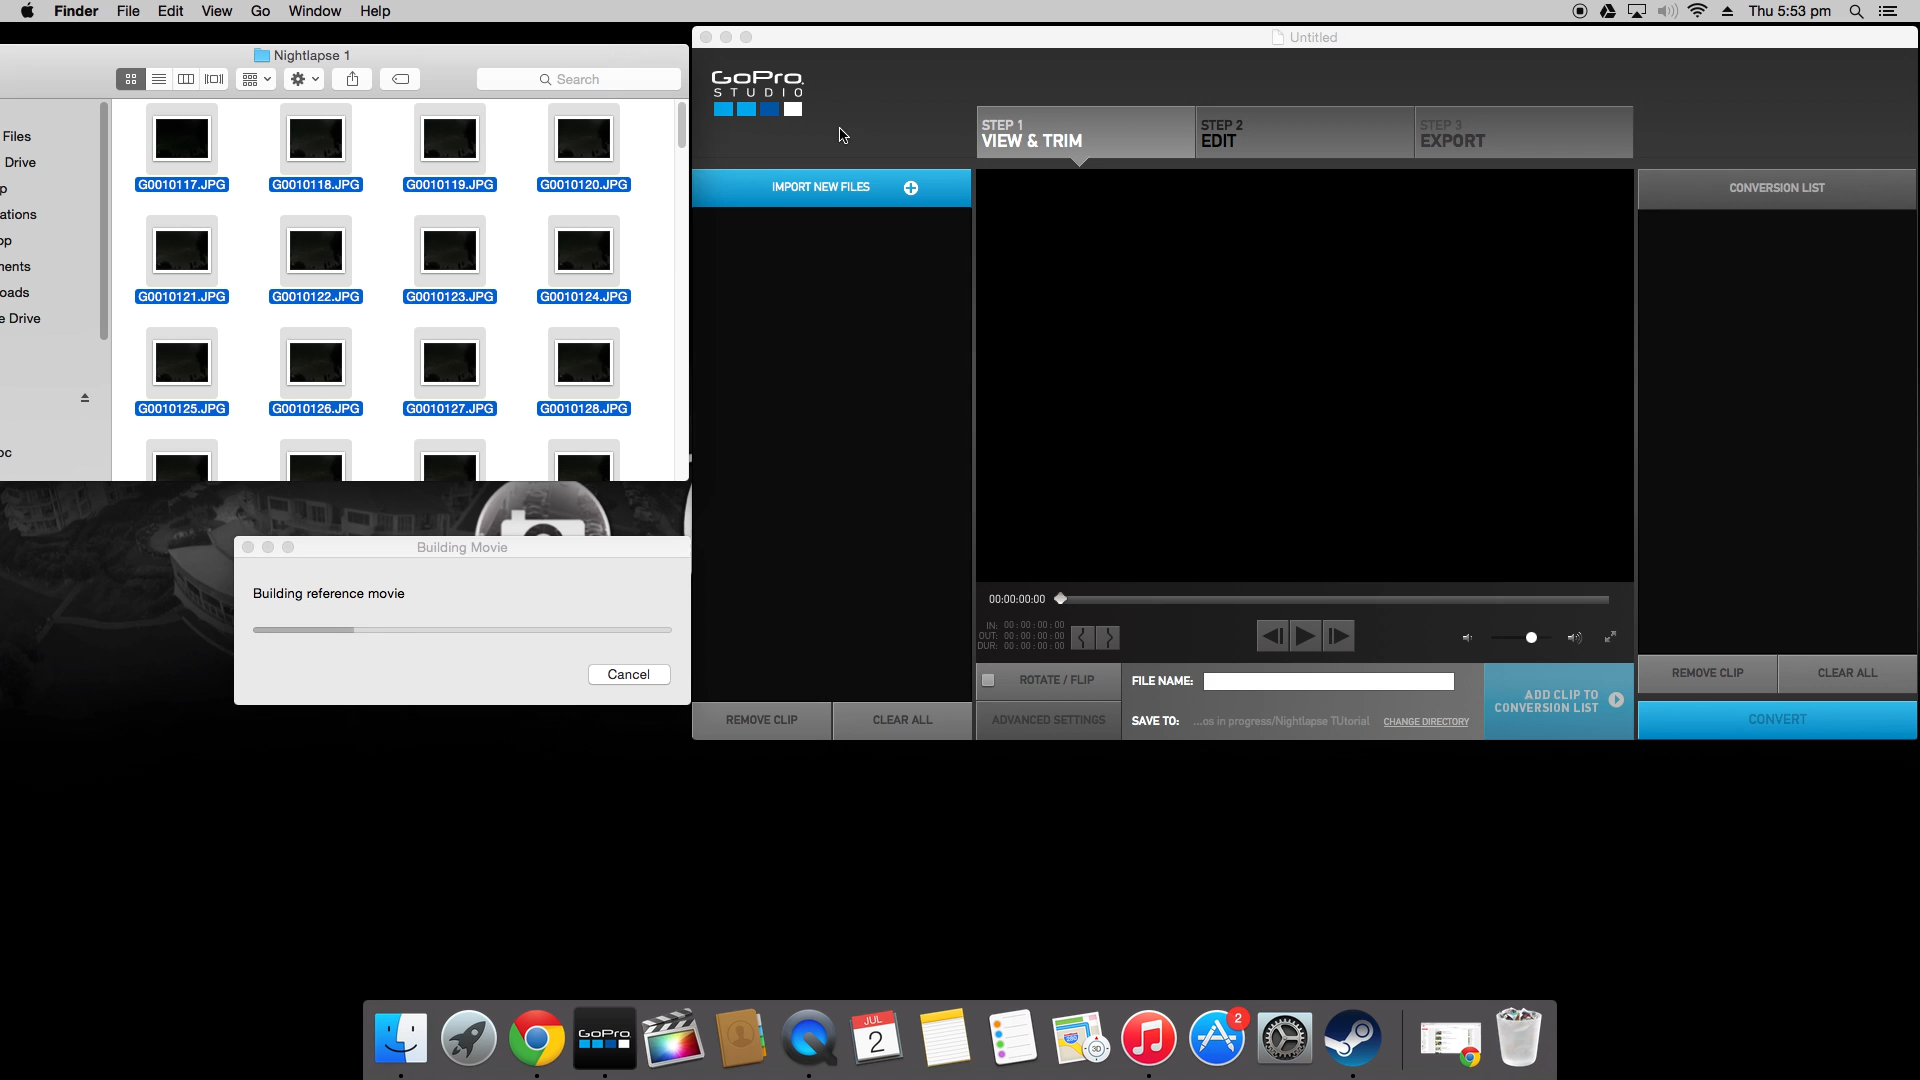 Finder File Edit View Go Window Help
Thu 5:53 pm
Nightlapse 1
Search
Files
Drive
p
ations
pp
ments
oads
e Drive
oc
G0010117.JPG G0010118.JPG G0010119.JPG G0010120.JPG
G0010121.JPG G0010122.JPG G0010123.JPG G0010124.JPG
G0010125.JPG G0010126.JPG G0010127.JPG G0010128.JPG
Building Movie
Building reference movie
Cancel
Untitled
GoPro
STUDIO
STEP 1
VIEW & TRIM
STEP 2
EDIT
STEP 3
EXPORT
IMPORT NEW FILES
CONVERSION LIST
00:00:00:00
IN: 00:00:00:00
OUT: 00:00:00:00
DUR: 00:00:00:00
ROTATE / FLIP
ADVANCED SETTINGS
FILE NAME:
SAVE TO: ...os in progress/Nightlapse TUtorial CHANGE DIRECTORY
ADD CLIP TO
CONVERSION LIST
REMOVE CLIP CLEAR ALL
REMOVE CLIP CLEAR ALL
CONVERT
GoPro
JUL
2
280
3D
2